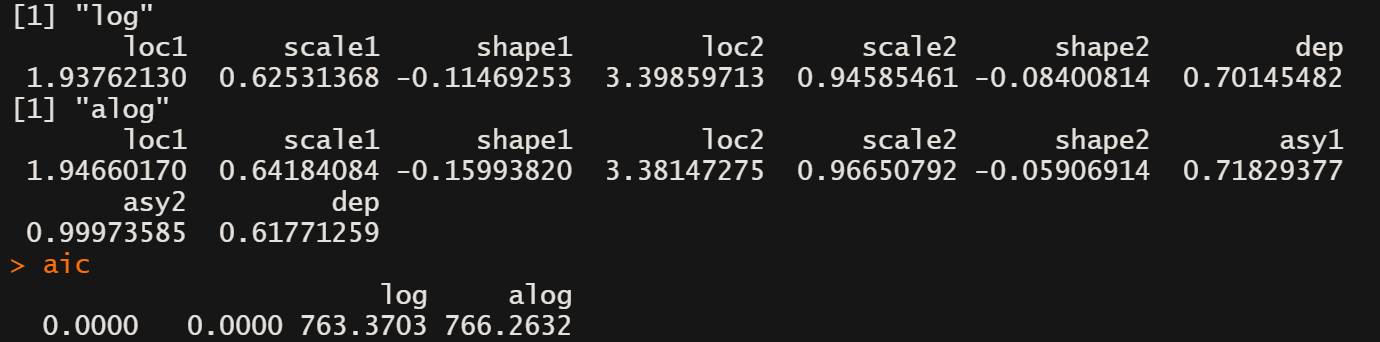 [1] "log"
       loc1      scale1      shape1        loc2      scale2      shape2         dep
 1.93762130  0.62531368 -0.11469253  3.39859713  0.94585461 -0.08400814  0.70145482
[1] "alog"
       loc1      scale1      shape1        loc2      scale2      shape2        asy1
 1.94660170  0.64184084 -0.15993820  3.38147275  0.96650792 -0.05906914  0.71829377
       asy2         dep
 0.99973585  0.61771259
> aic
                       log     alog
  0.0000   0.0000 763.3703 766.2632